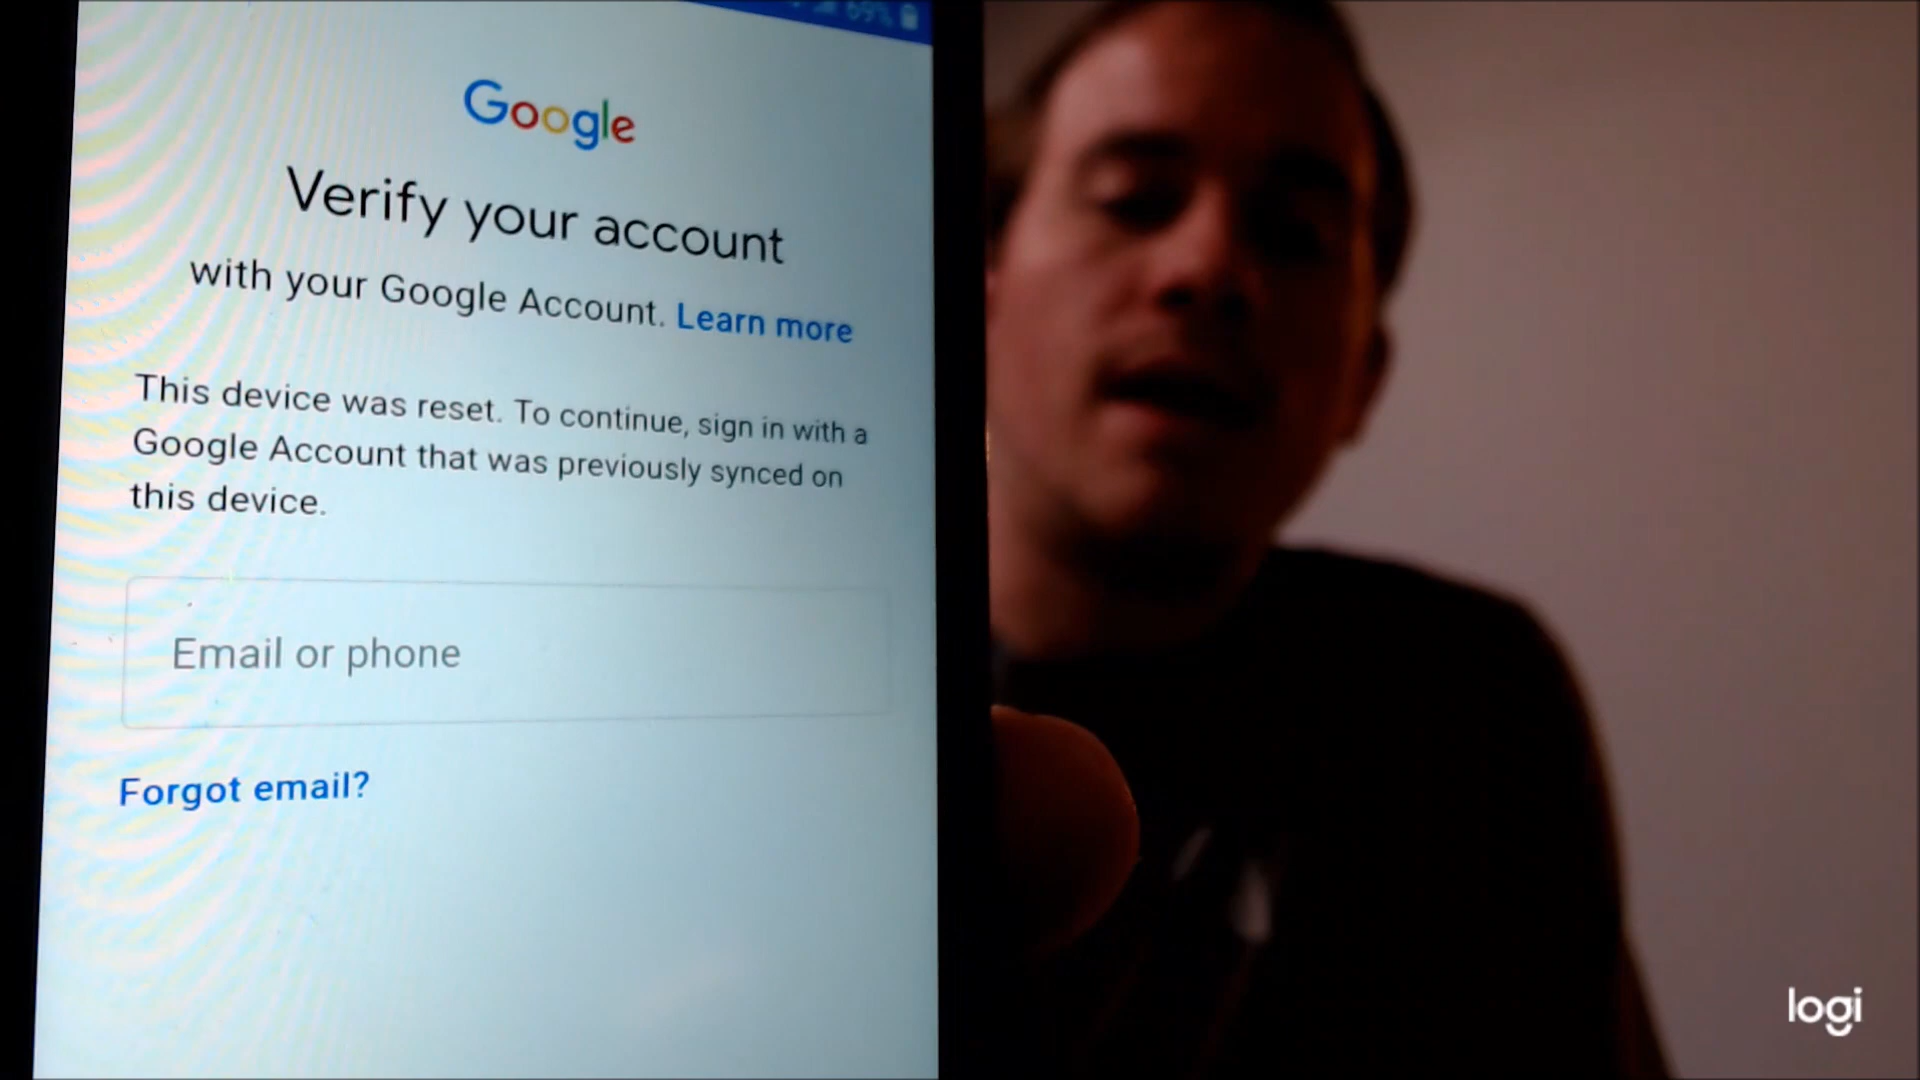 69%
Google
Verify your account
with your Google Account. Learn more
This device was reset. To continue, sign in with a
Google Account that was previously synced on
this device.
Email or phone
Forgot email?
logi